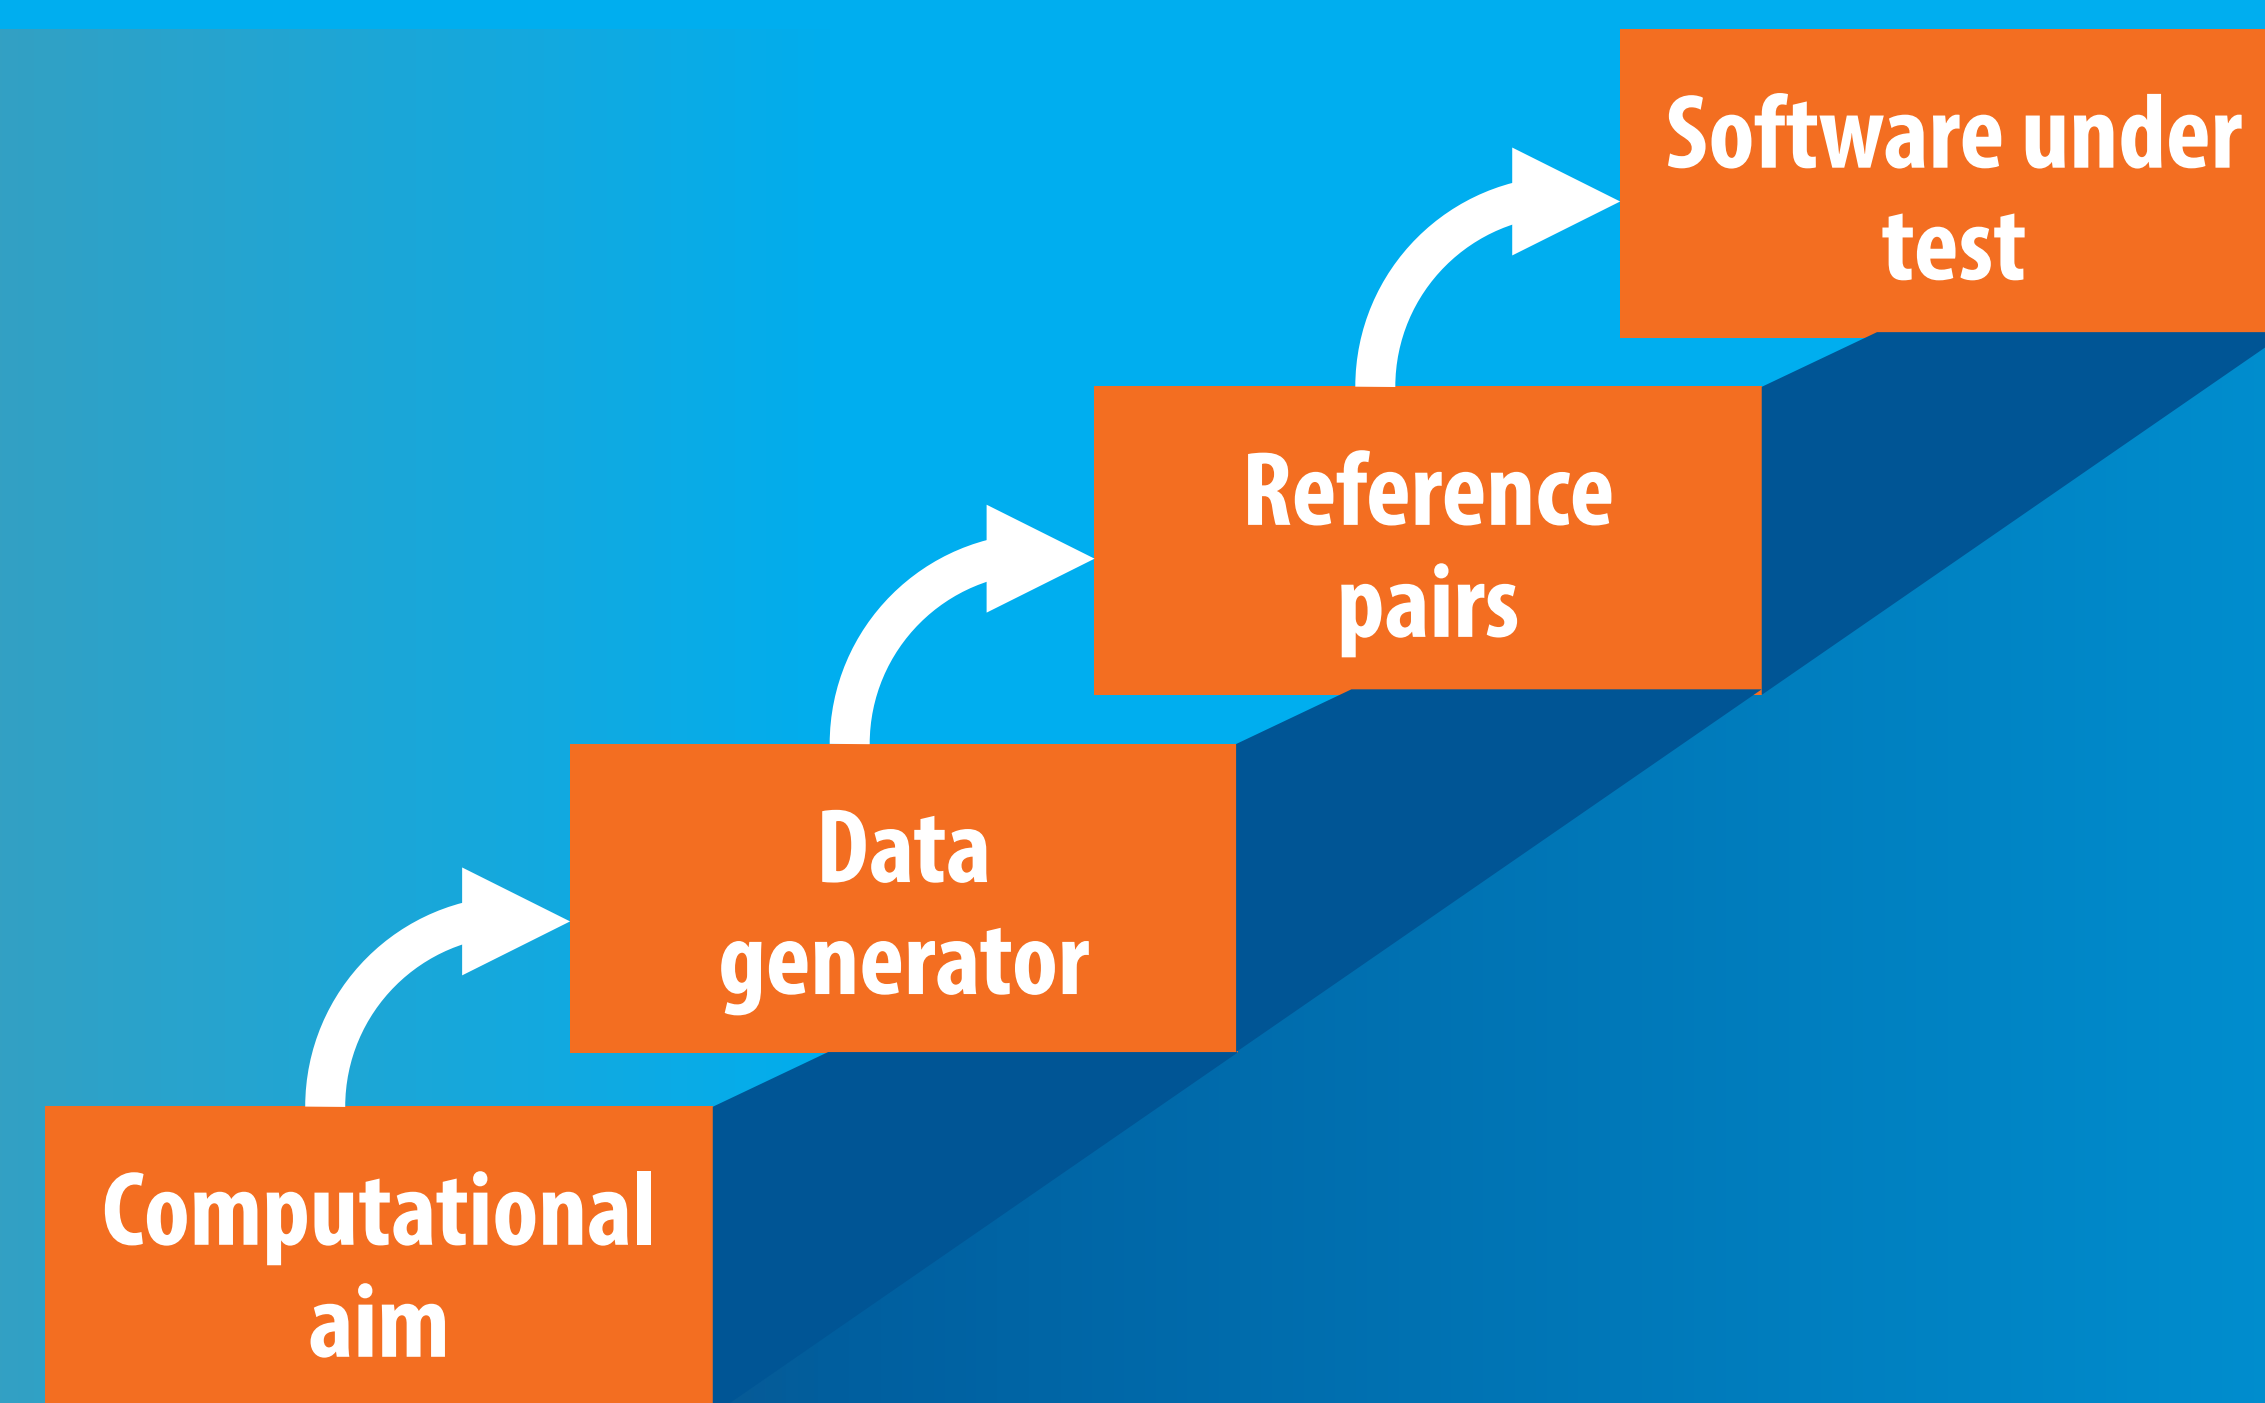 Software under
test
Reference
pairs
Data
generator
Computational
aim